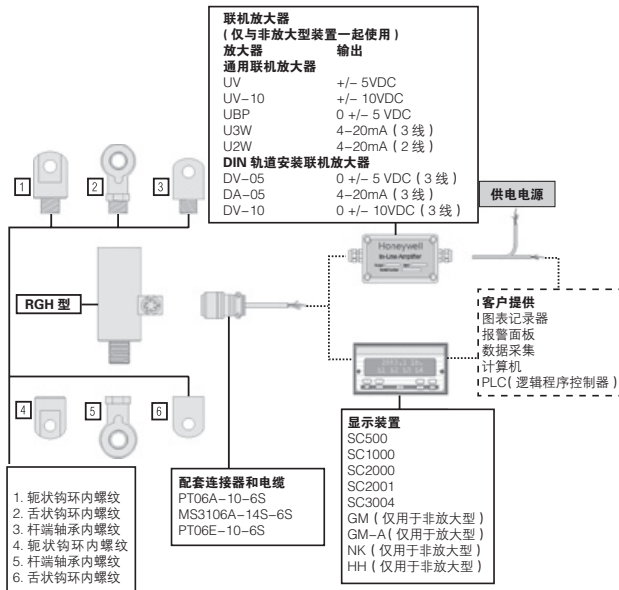 联机放大器
(仅与非放大型装置一起使用)
放大器 输出
通用联机放大器
UV +/– 5VDC
UV–10 +/– 10VDC
UBP 0 +/– 5 VDC
U3W 4–20mA (3 线)
U2W 4–20mA (2 线)
DIN 轨道安装联机放大器
DV–05 0 +/– 5 VDC (3 线)
DA–05 4–20mA (3 线)
DV–10 0 +/– 10VDC (3 线)
1
2
3
供电电源
Honeywell
In-Line Amplifier
RGH 型
客户提供
图表记录器
报警面板
数据采集
计算机
PLC(逻辑程序控制器)
4
5
6
1. 轭状钩环内螺纹
2. 舌状钩环内螺纹
3. 杆端轴承内螺纹
4. 轭状钩环内螺纹
5. 杆端轴承内螺纹
6. 舌状钩环内螺纹
配套连接器和电缆
PT06A–10–6S
MS3106A–14S–6S
PT06E–10–6S
显示装置
SC500
SC1000
SC2000
SC2001
SC3004
GM (仅用于非放大型)
GM–A(仅用于放大型)
NK (仅用于非放大型)
HH (仅用于非放大型)